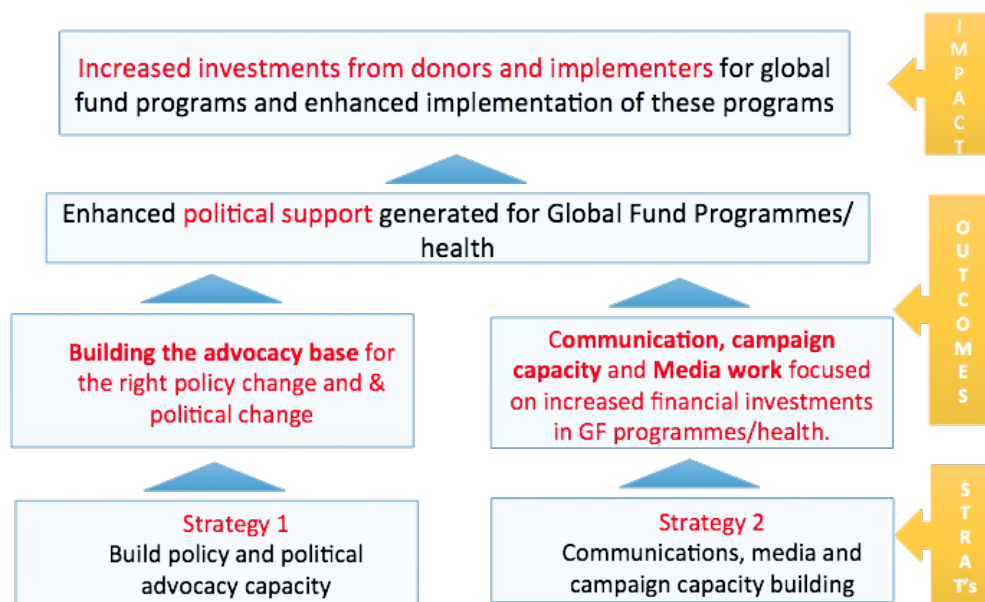 Increased investments from donors and implementers for global
fund programs and enhanced implementation of these programs
IMPACT
Enhanced political support generated for Global Fund Programmes/
health
OUTCOMES
Building the advocacy base for
the right policy change and &
political change
Communication, campaign
capacity and Media work focused
on increased financial investments
in GF programmes/health.
Strategy 1
Build policy and political
advocacy capacity
Strategy 2
Communications, media and
campaign capacity building
STRAT's